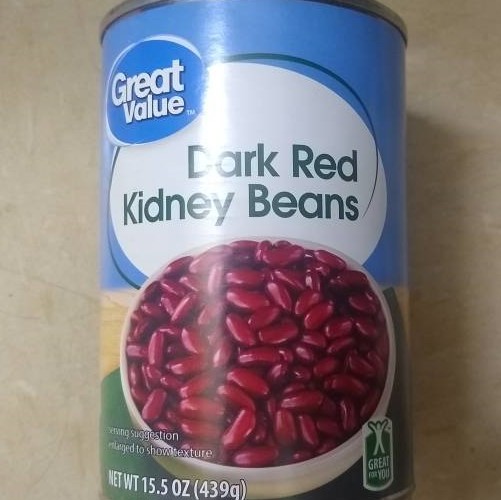 Great
Value™
Dark Red
Kidney Beans
serving suggestion
enlarged to show texture
NET WT 15.5 OZ (439g)
GREAT
FOR YOU